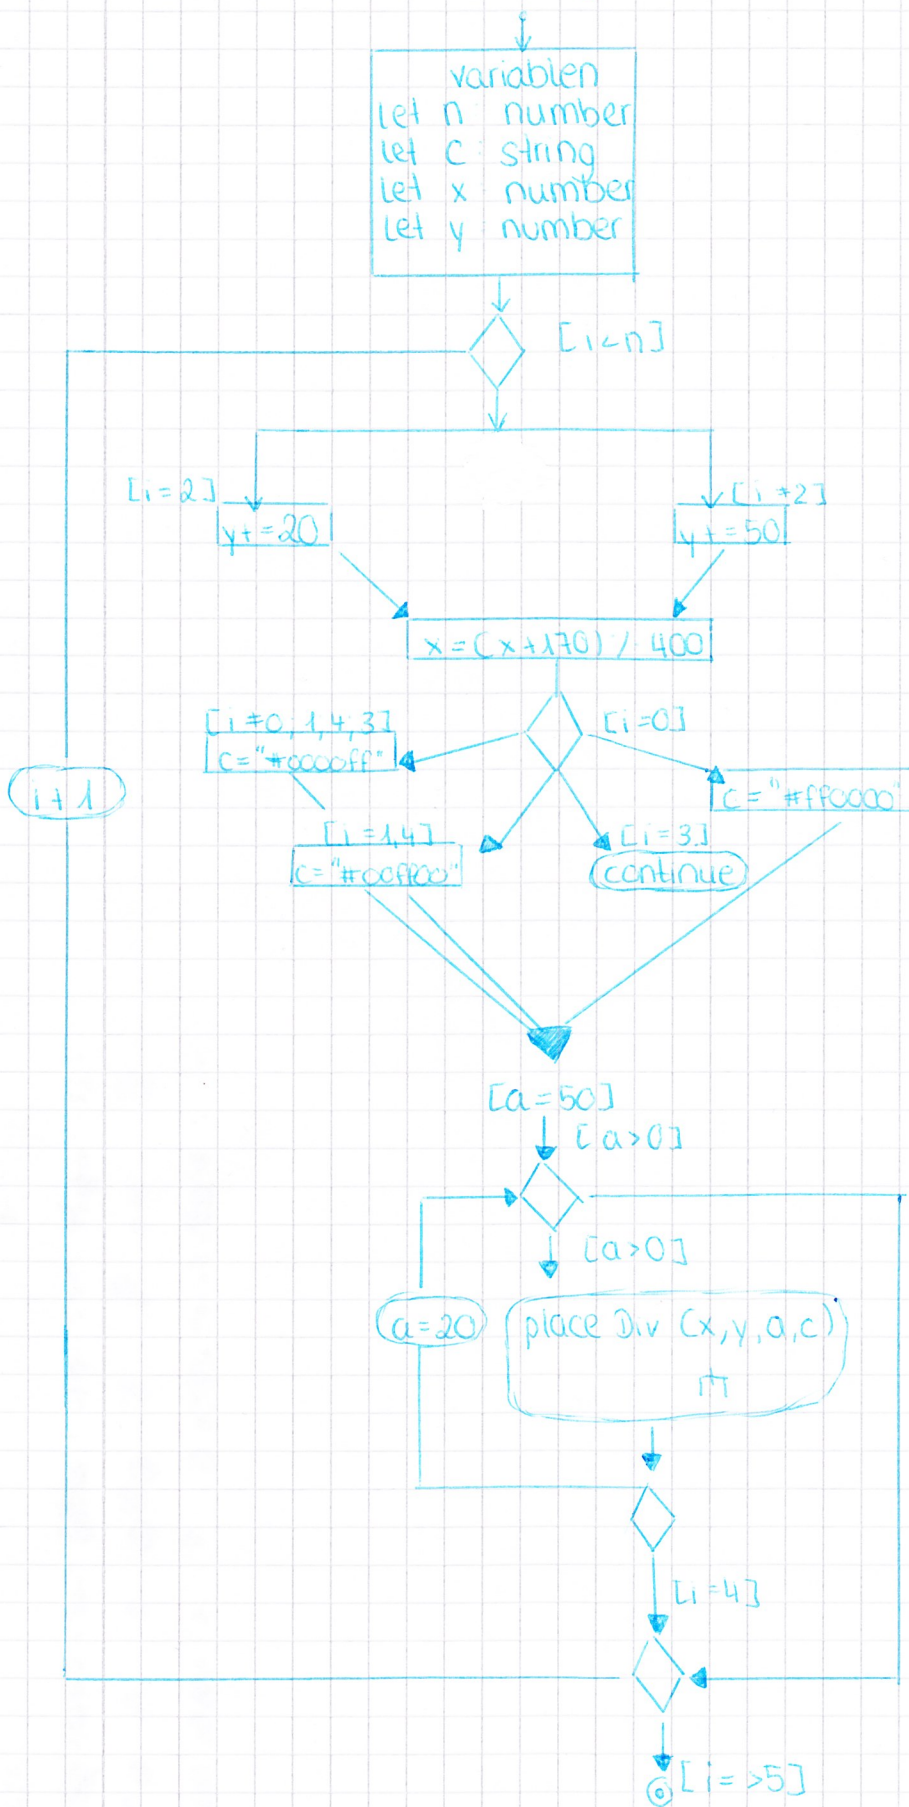 variablen
let n number
let c : string
let x number
let y number
[i<n]
[i=2]
[i≠2]
y+=20
y+=50
x=(x+170) % 400
[i≠0,1,4,3]
[i=0]
c="#0000ff"
i+1
c="#ff0000"
[i=1,4]
[i=3]
c="#00ff00"
continue
[a=50]
[a>0]
[a>0]
a=20
place Div (x,y,a,c)
[i=4]
[i=>5]